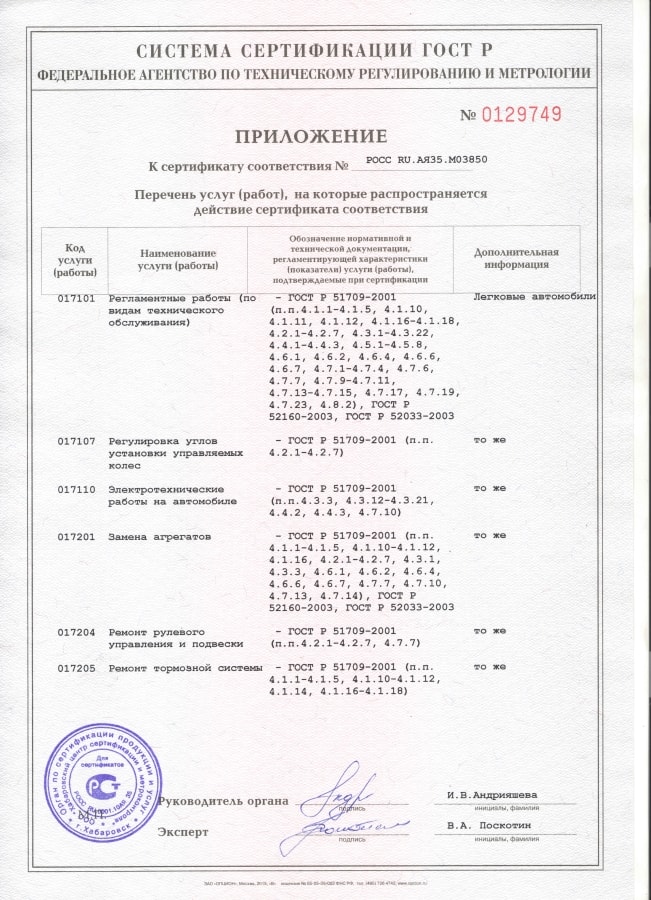 СИСТЕМА СЕРТИФИКАЦИИ ГОСТ Р
ФЕДЕРАЛЬНОЕ АГЕНТСТВО ПО ТЕХНИЧЕСКОМУ РЕГУЛИРОВАНИЮ И МЕТРОЛОГИИ
№ 0129749
ПРИЛОЖЕНИЕ
К сертификату соответствия № РОСС RU.АЯ35.М03850
Перечень услуг (работ), на которые распространяется
действие сертификата соответствия
Код
услуги
(работы)
Наименование
услуги (работы)
Обозначение нормативной и
технической документации,
регламентирующей характеристики
(показатели) услуги (работы),
подтверждаемые при сертификации
Дополнительная
информация
017101 Регламентные работы (по - ГОСТ Р 51709-2001 Легковые автомобили
видам технического (п.п.4.1.1-4.1.5, 4.1.10,
обслуживания) 4.1.11, 4.1.12, 4.1.16-4.1.18,
4.2.1-4.2.7, 4.3.1-4.3.22,
4.4.1-4.4.3, 4.5.1-4.5.8,
4.6.1, 4.6.2, 4.6.4, 4.6.6,
4.6.7, 4.7.1-4.7.4, 4.7.6,
4.7.7, 4.7.9-4.7.11,
4.7.13-4.7.15, 4.7.17, 4.7.19,
4.7.23, 4.8.2), ГОСТ Р
52160-2003, ГОСТ Р 52033-2003
017107 Регулировка углов - ГОСТ Р 51709-2001 (п.п. то же
установки управляемых 4.2.1-4.2.7)
колес
017110 Электротехнические - ГОСТ Р 51709-2001 то же
работы на автомобиле (п.п.4.3.3, 4.3.12-4.3.21,
4.4.2, 4.4.3, 4.7.10)
017201 Замена агрегатов - ГОСТ Р 51709-2001 (п.п. то же
4.1.1-4.1.5, 4.1.10-4.1.12,
4.1.16, 4.2.1-4.2.7, 4.3.1,
4.3.3, 4.6.1, 4.6.2, 4.6.4,
4.6.6, 4.6.7, 4.7.7, 4.7.10,
4.7.13, 4.7.14), ГОСТ Р
52160-2003, ГОСТ Р 52033-2003
017204 Ремонт рулевого - ГОСТ Р 51709-2001 то же
управления и подвески (п.п.4.2.1-4.2.7, 4.7.7)
017205 Ремонт тормозной системы - ГОСТ Р 51709-2001 (п.п. то же
4.1.1-4.1.5, 4.1.10-4.1.12,
4.1.14, 4.1.16-4.1.18)
Орган по сертификации продукции и услуг
Хабаровский центр сертификации и
г.Хабаровск
Для
сертификатов
М.П.
Руководитель органа
подпись
И.В.Андрияшева
инициалы, фамилия
Эксперт
подпись
В.А. Поскотин
инициалы, фамилия